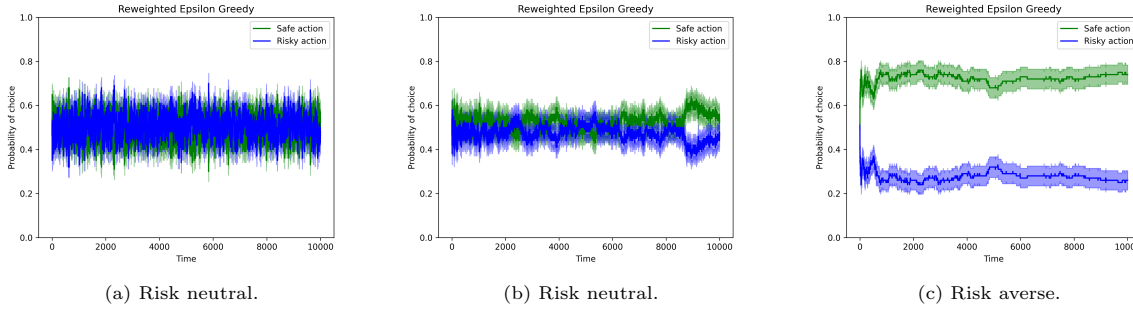 Reweighted Epsilon Greedy
1.0
0.8
0.6
0.4
0.2
0.0
Probability of choice
Safe action
Risky action
0 2000 4000 6000 8000 10000
Time
(a) Risk neutral.
Reweighted Epsilon Greedy
1.0
0.8
0.6
0.4
0.2
0.0
Probability of choice
Safe action
Risky action
0 2000 4000 6000 8000 10000
Time
(b) Risk neutral.
Reweighted Epsilon Greedy
1.0
0.8
0.6
0.4
0.2
0.0
Probability of choice
Safe action
Risky action
0 2000 4000 6000 8000 1000
Time
(c) Risk averse.